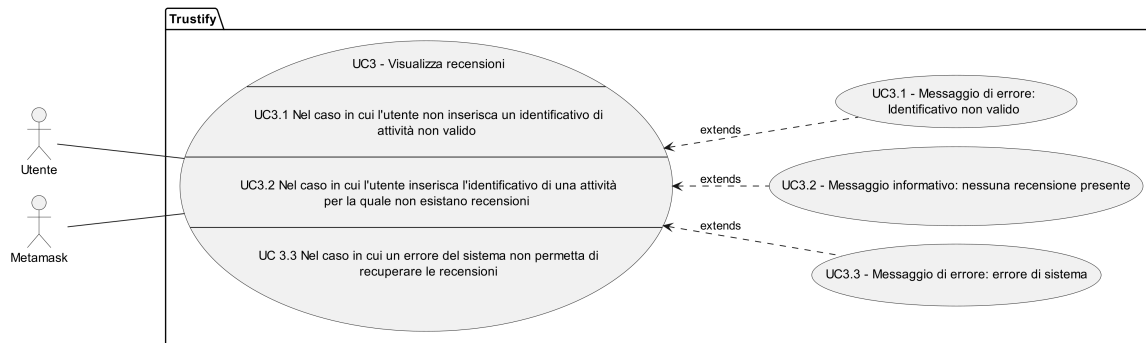 Trustify
UC3 - Visualizza recensioni
UC3.1 Nel caso in cui l'utente non inserisca un identificativo di
attività non valido
UC3.2 Nel caso in cui l'utente inserisca l'identificativo di una attività
per la quale non esistano recensioni
UC 3.3 Nel caso in cui un errore del sistema non permetta di
recuperare le recensioni
Utente
Metamask
extends
extends
extends
UC3.1 - Messaggio di errore:
Identificativo non valido
UC3.2 - Messaggio informativo: nessuna recensione presente
UC3.3 - Messaggio di errore: errore di sistema